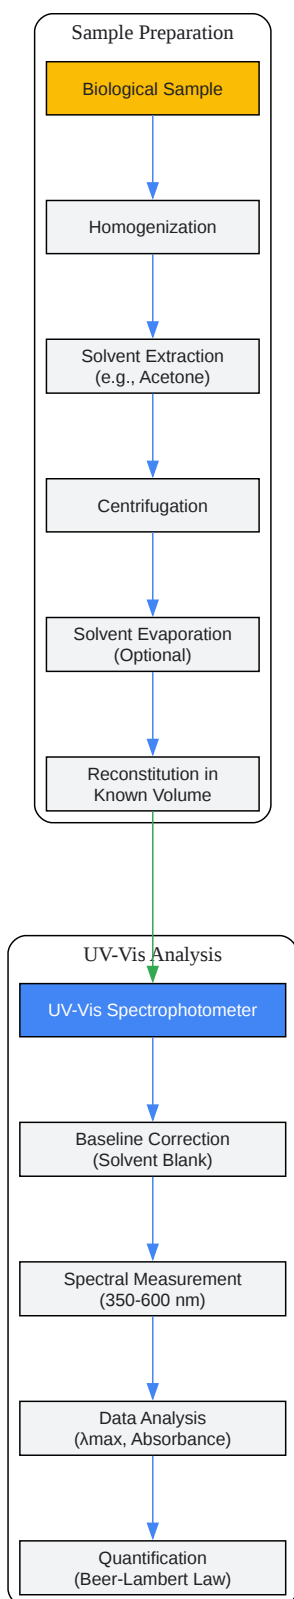 Sample Preparation
Biological Sample
Homogenization
Solvent Extraction
(e.g., Acetone)
Centrifugation
Solvent Evaporation
(Optional)
Reconstitution in
Known Volume
UV-Vis Analysis
UV-Vis Spectrophotometer
Baseline Correction
(Solvent Blank)
Spectral Measurement
(350-600 nm)
Data Analysis
(λmax, Absorbance)
Quantification
(Beer-Lambert Law)